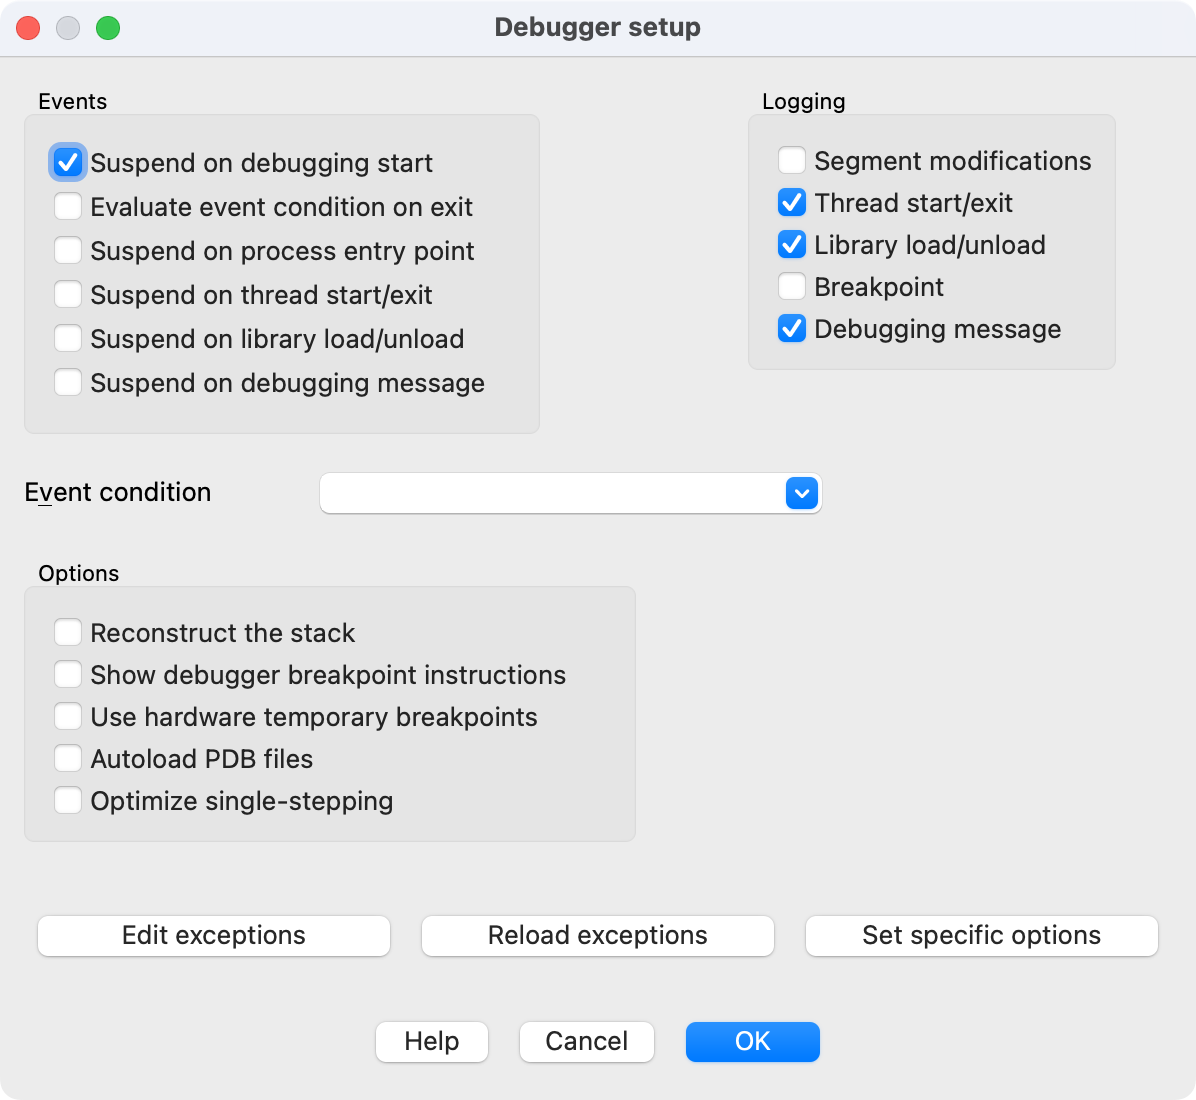 Debugger setup
Events
Suspend on debugging start
Evaluate event condition on exit
Suspend on process entry point
Suspend on thread start/exit
Suspend on library load/unload
Suspend on debugging message
Logging
Segment modifications
Thread start/exit
Library load/unload
Breakpoint
Debugging message
Event condition
Options
Reconstruct the stack
Show debugger breakpoint instructions
Use hardware temporary breakpoints
Autoload PDB files
Optimize single-stepping
Edit exceptions
Reload exceptions
Set specific options
Help
Cancel
OK